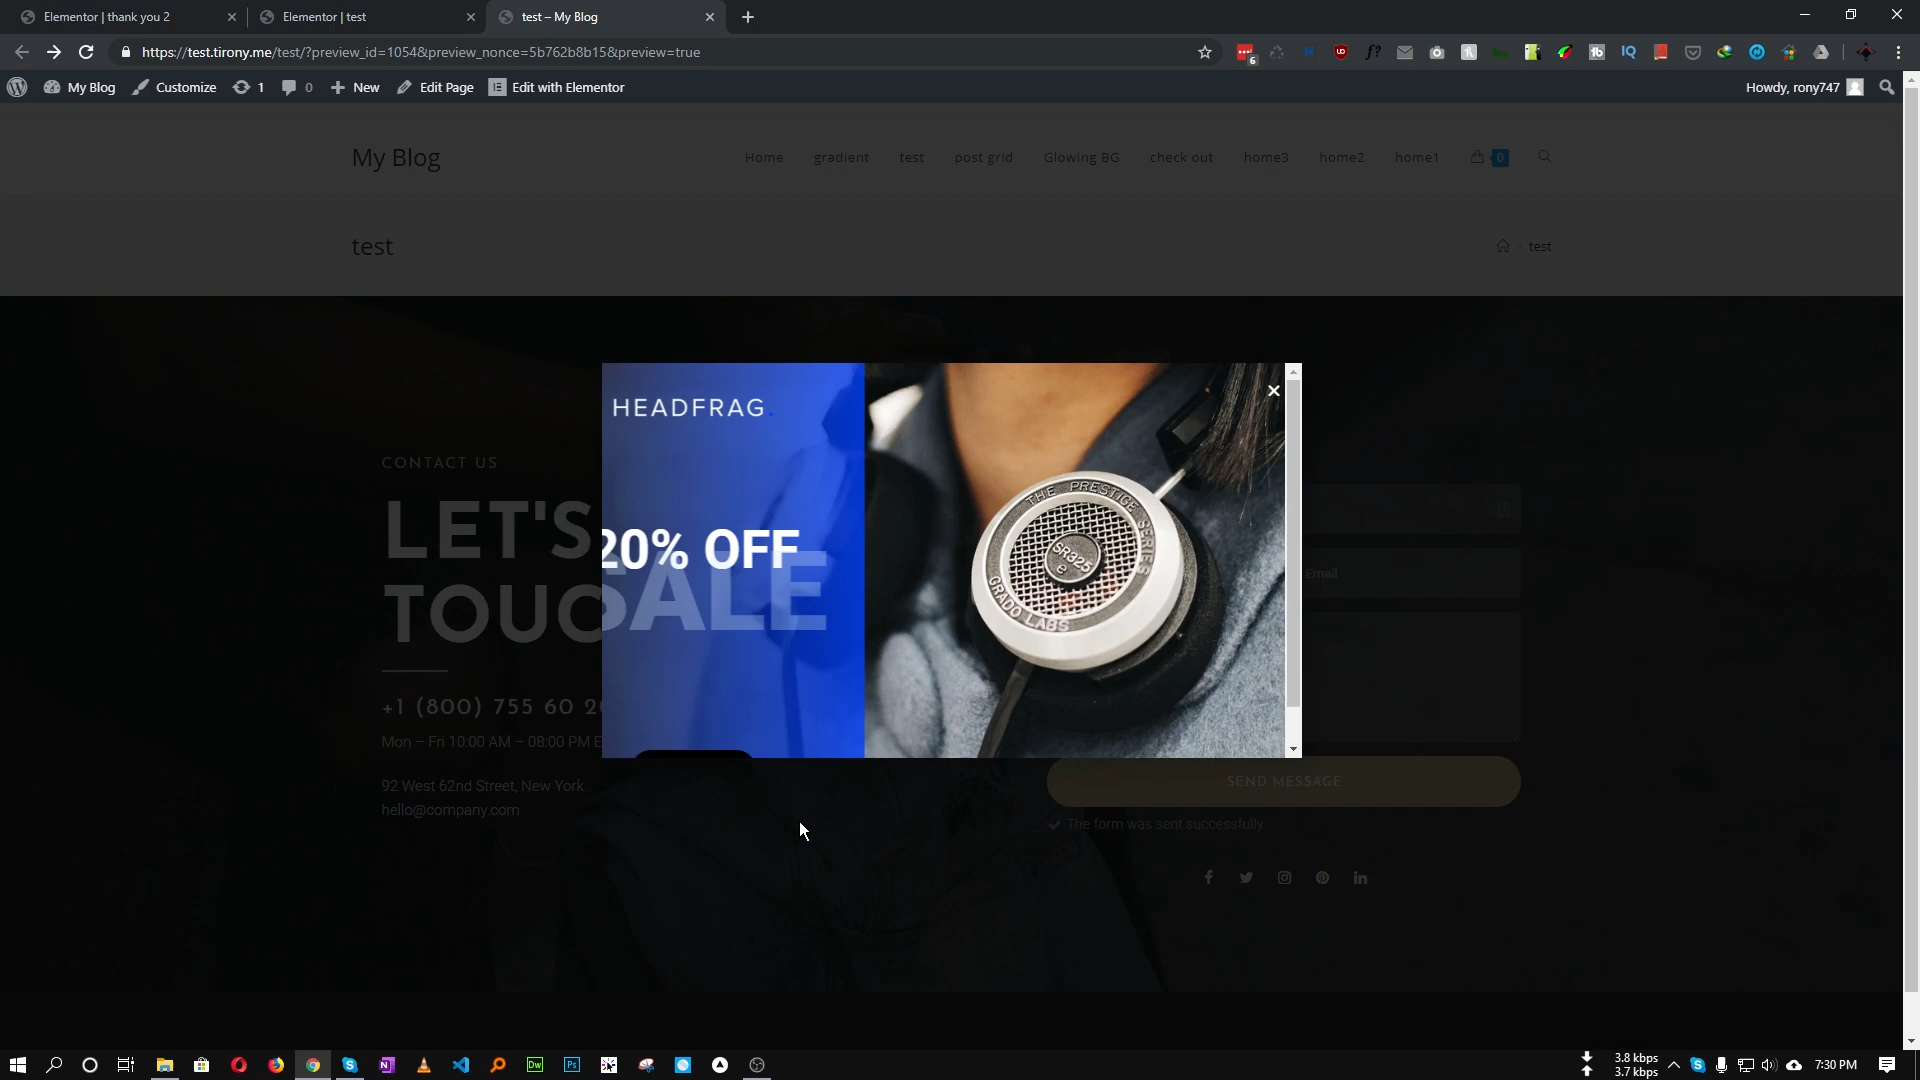 Elementor | thank you 2
Elementor | test
test – My Blog
https://test.tirony.me/test/?preview_id=1054&preview_nonce=5b762b8b15&preview=true
6
My Blog
Customize
1
0
New
Edit Page
Edit with Elementor
Howdy, rony747
My Blog
Home
gradient
test
post grid
Glowing BG
check out
home3
home2
home1
0
test
test
HEADFRAG.
20% OFF
SALE
THE PRESTIGE SERIES
SR325
e
GRADO LABS
CONTACT US
LET'S
TOUC
+1 (800) 755 60 20
Mon – Fri 10:00 AM – 08:00 PM E
92 West 62nd Street, New York
hello@company.com
Email
SEND MESSAGE
The form was sent successfully.
3.8 kbps
3.7 kbps
7:30 PM